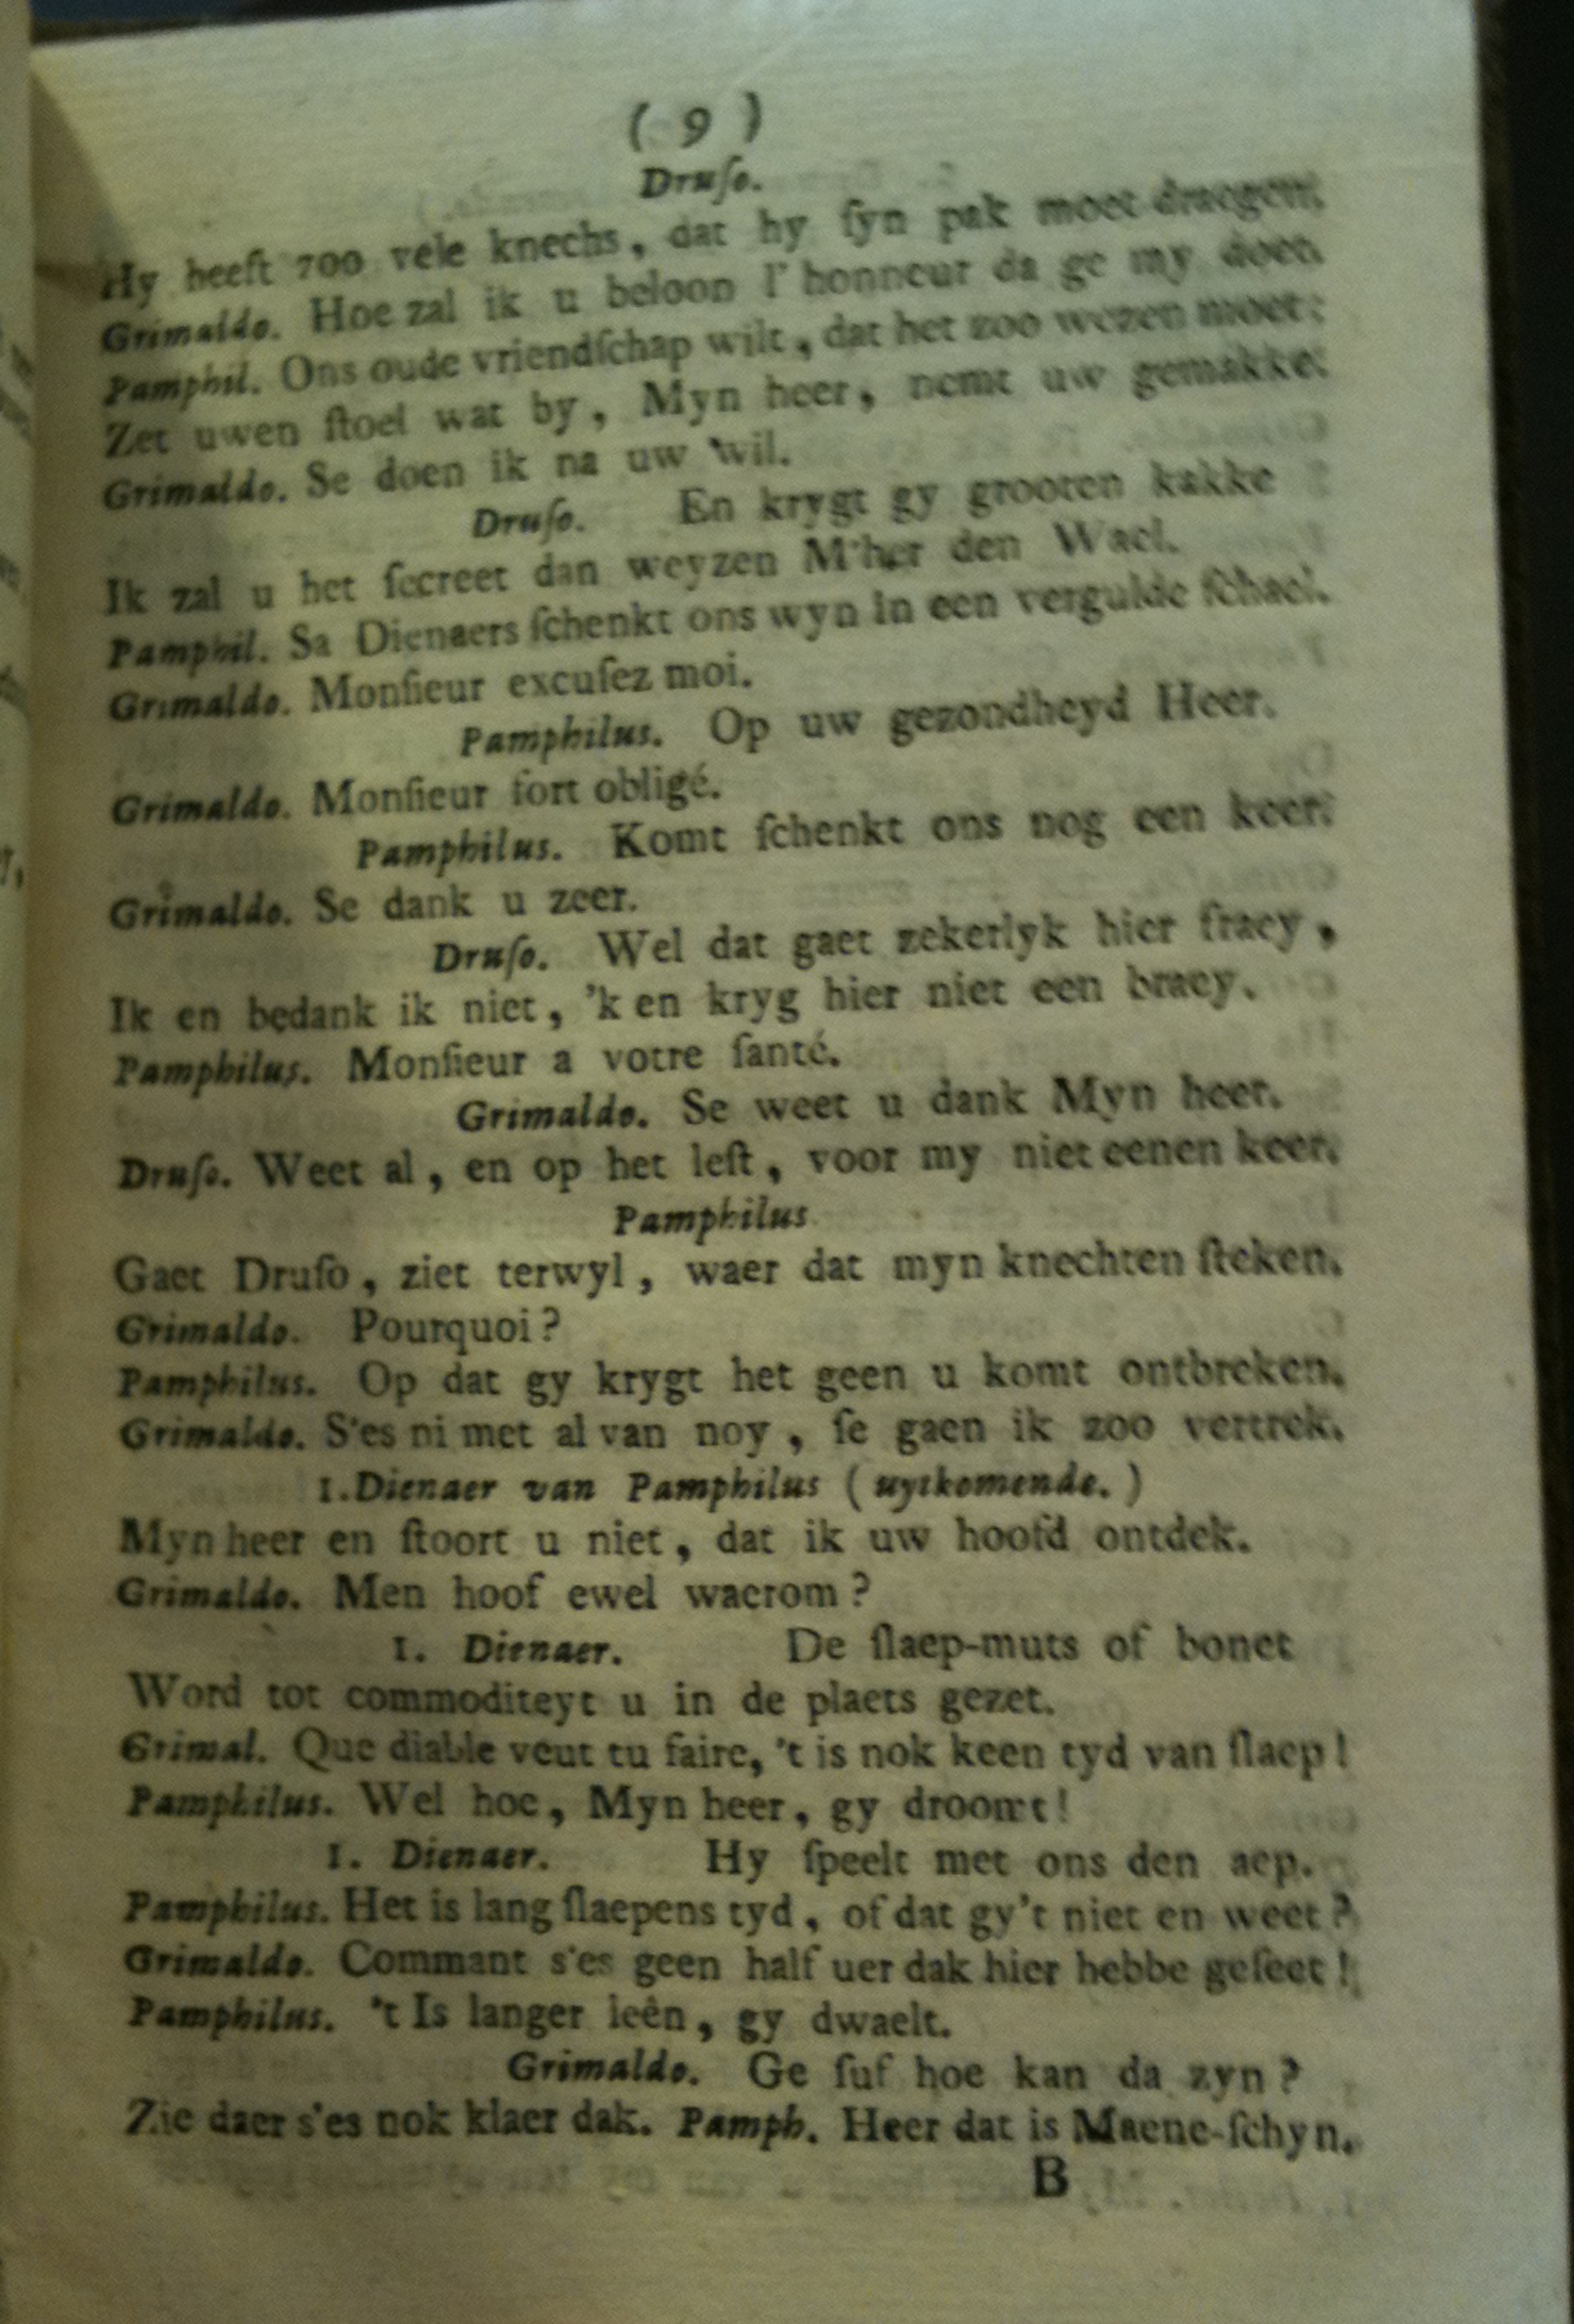 ( 9 )
Druſo.
Hy heeft zoo vele knechs, dat hy ſyn pak moet draegen.
Grimaldo. Hoe zal ik u beloon l'honneur da ge my doen
Pamphil. Ons oude vriendſchap wilt, dat het zoo wezen moet:
Zet uwen ſtoel wat by, Myn heer, nemt uw gemakke.
Grimaldo. Se doen ik na uw wil.
Druſo. En krygt gy grooten kakke
Ik zal u het ſecreet dan weyzen M'her den Wael.
Pamphil. Sa Dienaers ſchenkt ons wyn in een vergulde ſchael.
Grimaldo. Monſieur excuſez moi.
Pamphilus. Op uw gezondheyd Heer.
Grimaldo. Monſieur fort obligé.
Pamphilus. Komt ſchenkt ons nog een keer.
Grimaldo. Se dank u zeer.
Druſo. Wel dat gaet zekerlyk hier fraey,
Ik en bedank ik niet, 'k en kryg hier niet een braey.
Pamphilus. Monſieur a votre ſanté.
Grimaldo. Se weet u dank Myn heer.
Druſo. Weet al, en op het leſt, voor my niet eenen keer.
Pamphilus
Gaet Druſo, ziet terwyl, waer dat myn knechten ſteken.
Grimaldo. Pourquoi?
Pamphilus. Op dat gy krygt het geen u komt ontbreken.
Grimaldo. S'es ni met al van noy, ſe gaen ik zoo vertrek.
1. Dienaer van Pamphilus (uytkomende.)
Myn heer en ſtoort u niet, dat ik uw hoofd ontdek.
Grimaldo. Men hoof ewel waerom?
1. Dienaer. De ſlaep-muts of bonet
Word tot commoditeyt u in de plaets gezet.
Grimal. Que diable veut tu faire, 't is nok keen tyd van ſlaep!
Pamphilus. Wel hoe, Myn heer, gy droomt!
1. Dienaer. Hy ſpeelt met ons den aep.
Pamphilus. Het is lang ſlaepens tyd, of dat gy't niet en weet?
Grimaldo. Commant s'es geen half uer dak hier hebbe geſeet!
Pamphilus. 't Is langer leên, gy dwaelt.
Grimaldo. Ge ſuf hoe kan da zyn?
Zie daer s'es nok klaer dak. Pamph. Heer dat is Maene-ſchyn.
B